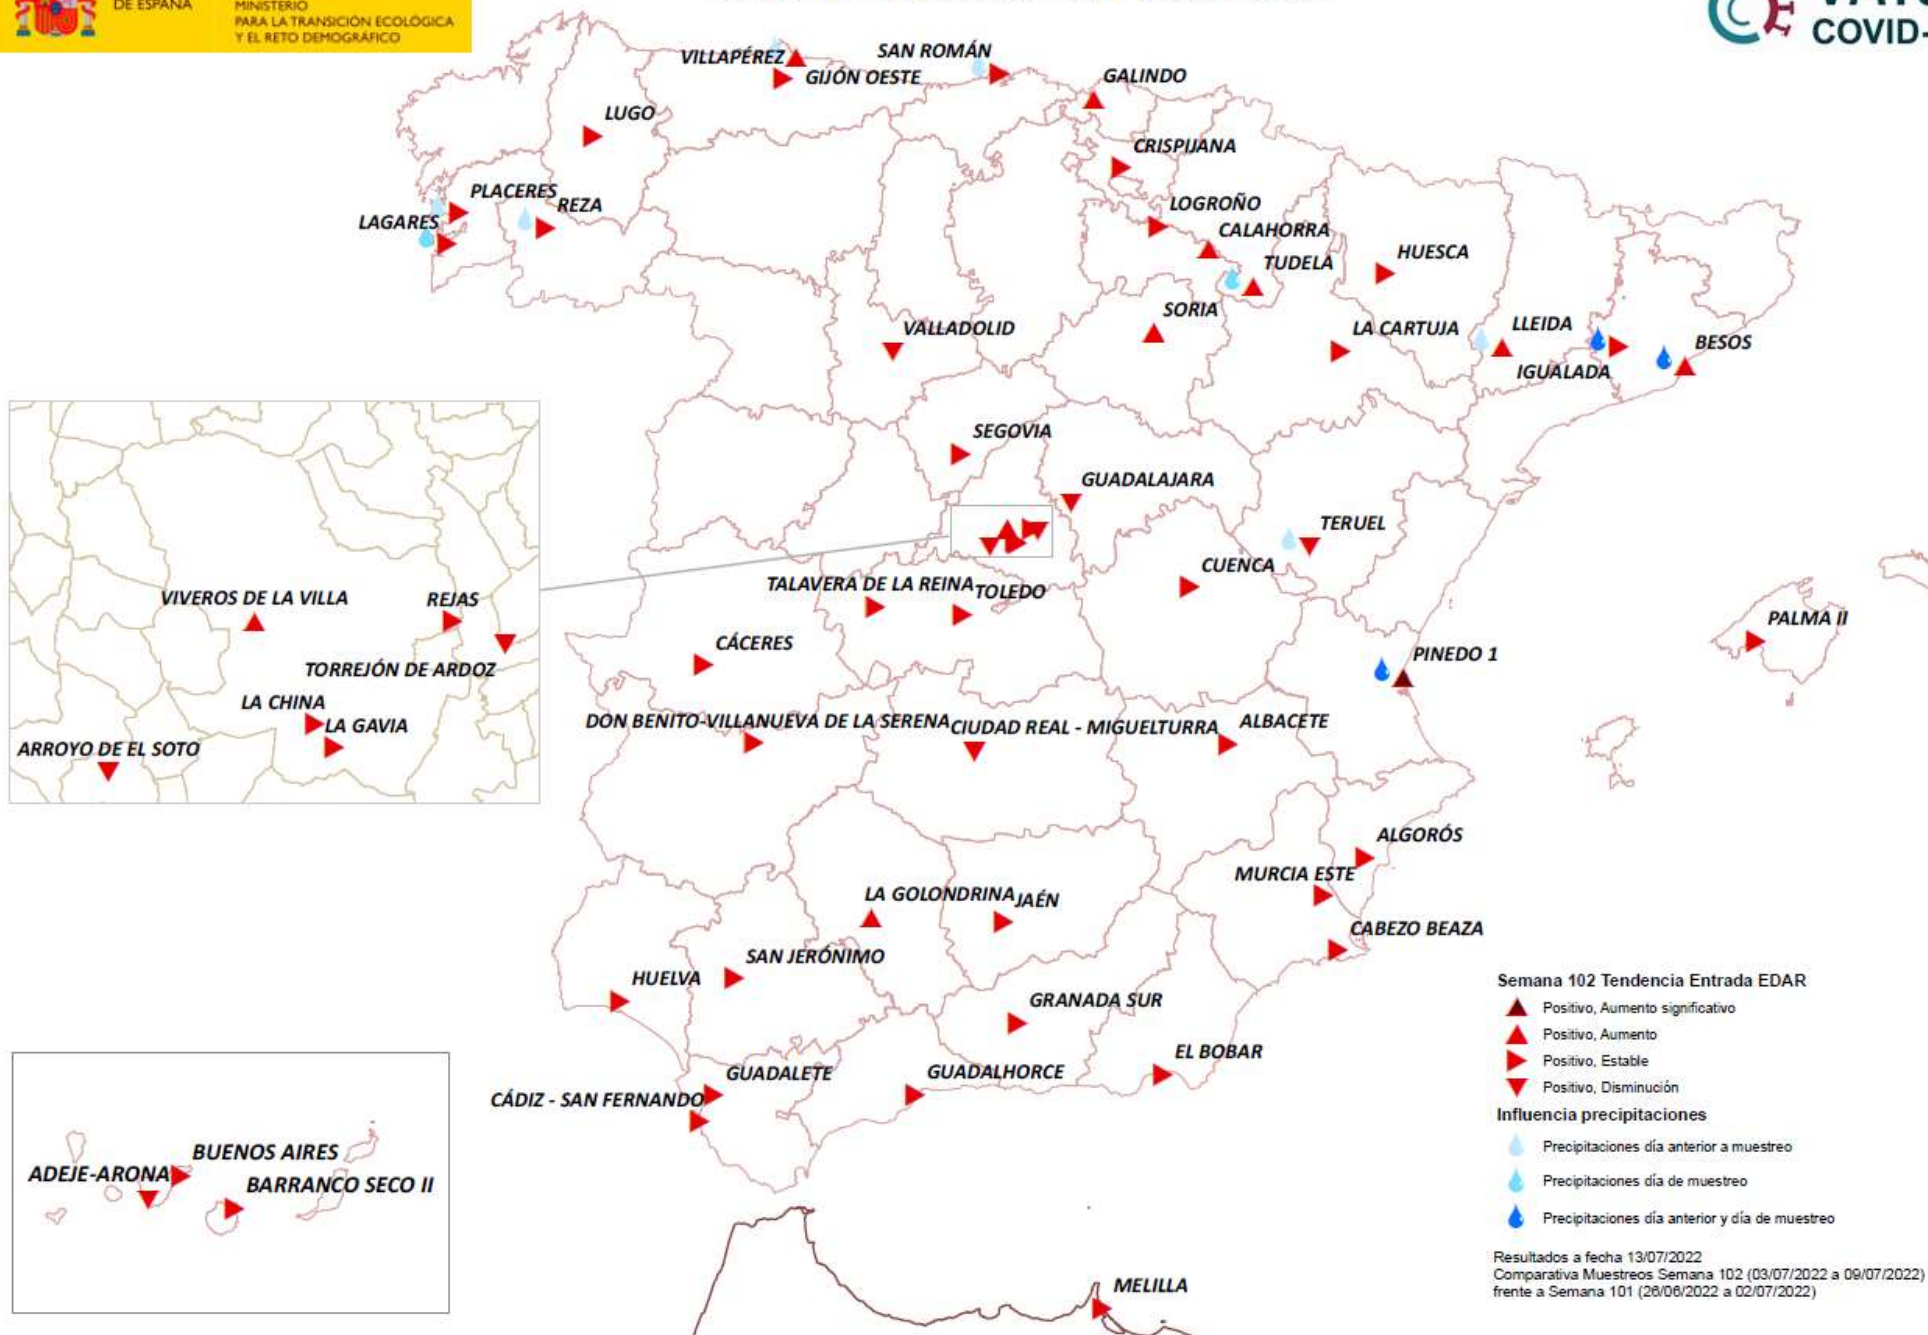 DE ESPAÑA
MINISTERIO
PARA LA TRANSICIÓN ECOLÓGICA
Y EL RETO DEMOGRÁFICO
COVID-
VILLAPÉREZ
SAN ROMÁN
GIJÓN OESTE
GALINDO
LUGO
CRISPIJANA
PLACERES
REZA
LAGARES
LOGROÑO
CALAHORRA
TUDELA
HUESCA
SORIA
VALLADOLID
LA CARTUJA
LLEIDA
BESOS
IGUALADA
SEGOVIA
GUADALAJARA
TERUEL
CUENCA
TALAVERA DE LA REINA
TOLEDO
VIVEROS DE LA VILLA
REJAS
TORREJÓN DE ARDOZ
LA CHINA
LA GAVIA
ARROYO DE EL SOTO
CÁCERES
PALMA II
PINEDO 1
DON BENITO-VILLANUEVA DE LA SERENA
CIUDAD REAL - MIGUELTURRA
ALBACETE
ALGORÓS
MURCIA ESTE
LA GOLONDRINA
JAÉN
CABEZO BEAZA
SAN JERÓNIMO
HUELVA
GRANADA SUR
EL BOBAR
GUADALETE
GUADALHORCE
CÁDIZ - SAN FERNANDO
BUENOS AIRES
ADEJE-ARONA
BARRANCO SECO II
MELILLA
Semana 102 Tendencia Entrada EDAR
Positivo, Aumento significativo
Positivo, Aumento
Positivo, Estable
Positivo, Disminución
Influencia precipitaciones
Precipitaciones día anterior a muestreo
Precipitaciones día de muestreo
Precipitaciones día anterior y día de muestreo
Resultados a fecha 13/07/2022
Comparativa Muestreos Semana 102 (03/07/2022 a 09/07/2022)
frente a Semana 101 (26/06/2022 a 02/07/2022)